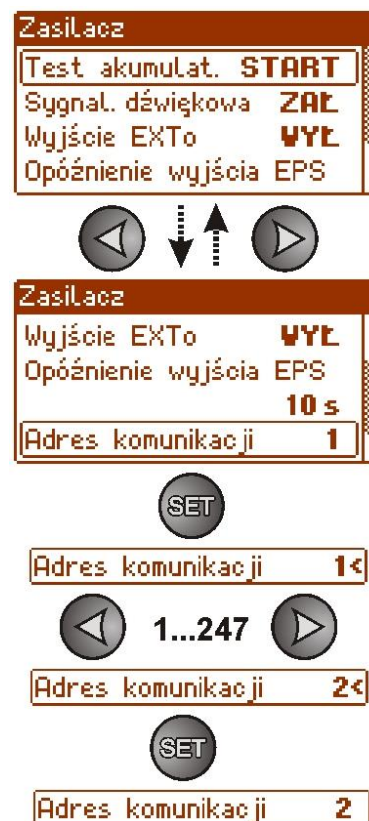 Zasilacz
Test akumulat. START
Sygnal. dźwiękowa ZAŁ
Wyjście EXTo WYŁ
Opóźnienie wyjścia EPS
Zasilacz
Wyjście EXTo WYŁ
Opóźnienie wyjścia EPS
10 s
Adres komunikacji 1
SET
Adres komunikacji 1<
1...247
Adres komunikacji 2<
SET
Adres komunikacji 2